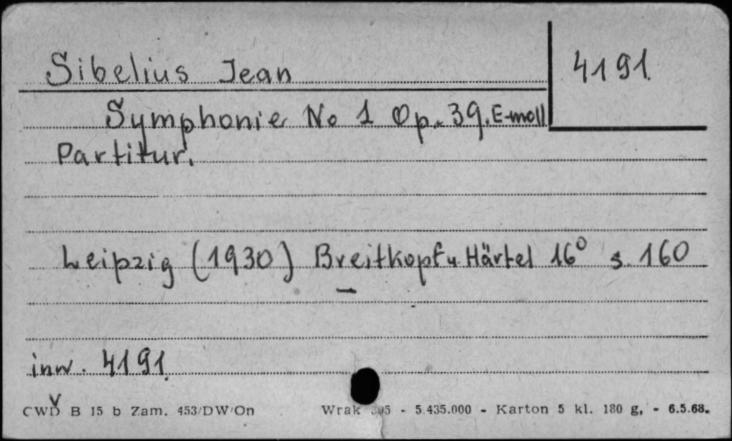 Sibelius Jean
4191
Symphonie No 1 Op. 39. E-moll
Partitur.
Leipzig (1930) Breitkopf u Härtel 16° s. 160
inw. 4191
CWD B 15 b Zam. 453/DW/On Wrak - 5.435.000 - Karton 5 kl. 180 g, - 6.5.68.